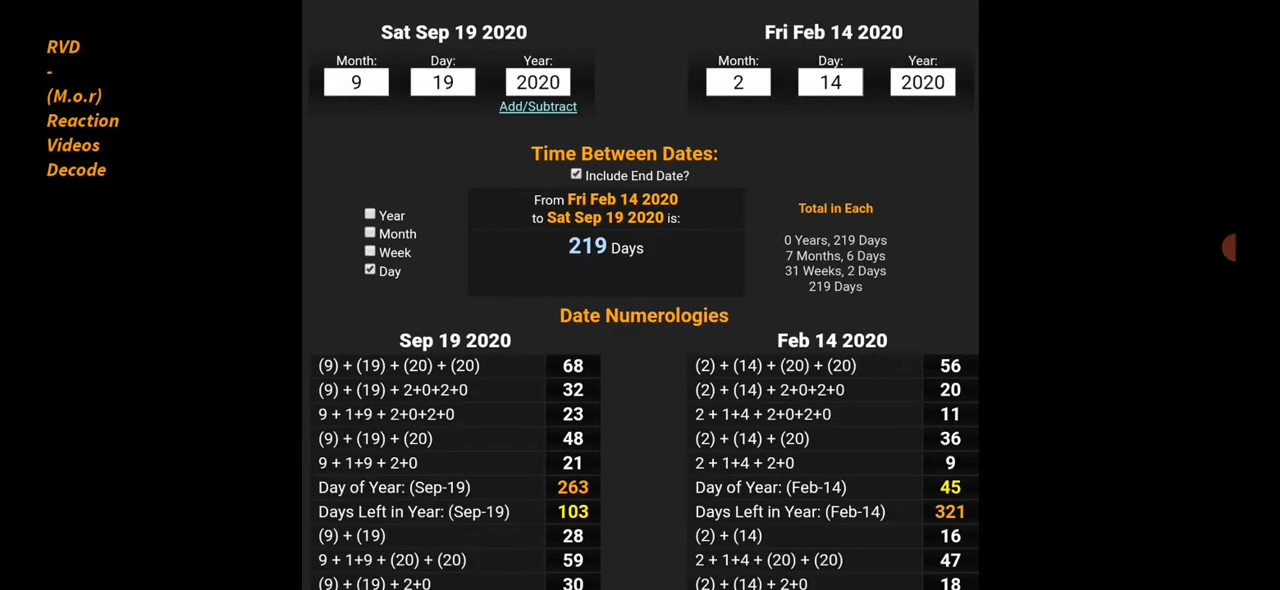 RVD
-
(M.o.r)
Reaction
Videos
Decode
Sat Sep 19 2020
Month: Day: Year:
9 19 2020
Add/Subtract
Fri Feb 14 2020
Month: Day: Year:
2 14 2020
Time Between Dates:
Include End Date?
Year
Month
Week
Day
From Fri Feb 14 2020
to Sat Sep 19 2020 is:
219 Days
Total in Each
0 Years, 219 Days
7 Months, 6 Days
31 Weeks, 2 Days
219 Days
Date Numerologies
Sep 19 2020
(9) + (19) + (20) + (20) 68
(9) + (19) + 2+0+2+0 32
9 + 1+9 + 2+0+2+0 23
(9) + (19) + (20) 48
9 + 1+9 + 2+0 21
Day of Year: (Sep-19) 263
Days Left in Year: (Sep-19) 103
(9) + (19) 28
9 + 1+9 + (20) + (20) 59
(9) + (19) + 2+0 30
Feb 14 2020
(2) + (14) + (20) + (20) 56
(2) + (14) + 2+0+2+0 20
2 + 1+4 + 2+0+2+0 11
(2) + (14) + (20) 36
2 + 1+4 + 2+0 9
Day of Year: (Feb-14) 45
Days Left in Year: (Feb-14) 321
(2) + (14) 16
2 + 1+4 + (20) + (20) 47
(2) + (14) + 2+0 18